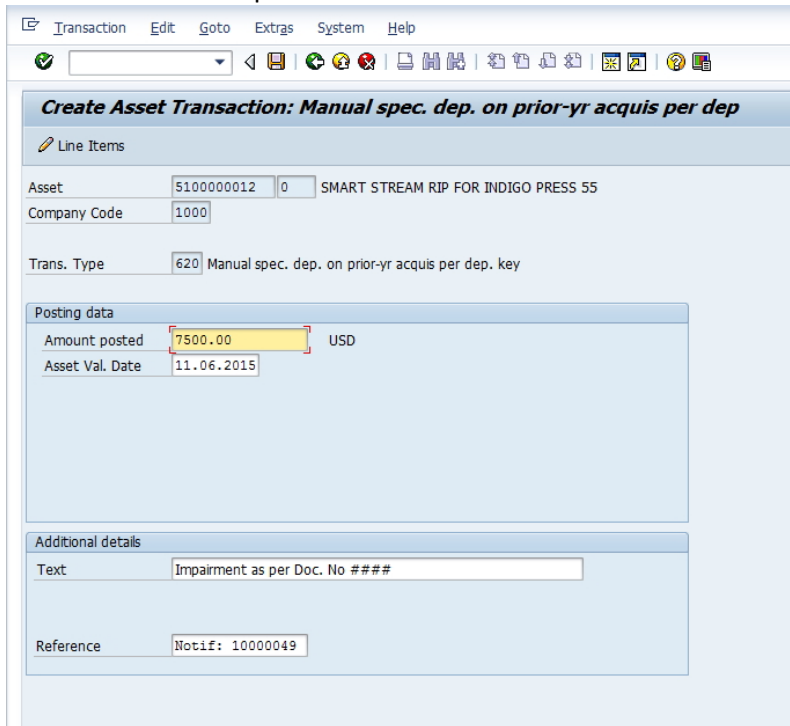 Transaction Edit Goto Extras System Help
Create Asset Transaction: Manual spec. dep. on prior-yr acquis per dep
Line Items
Asset 5100000012 0 SMART STREAM RIP FOR INDIGO PRESS 55
Company Code 1000
Trans. Type 620 Manual spec. dep. on prior-yr acquis per dep. key
Posting data
Amount posted 7500.00 USD
Asset Val. Date 11.06.2015
Additional details
Text Impairment as per Doc. No ####
Reference Notif: 10000049